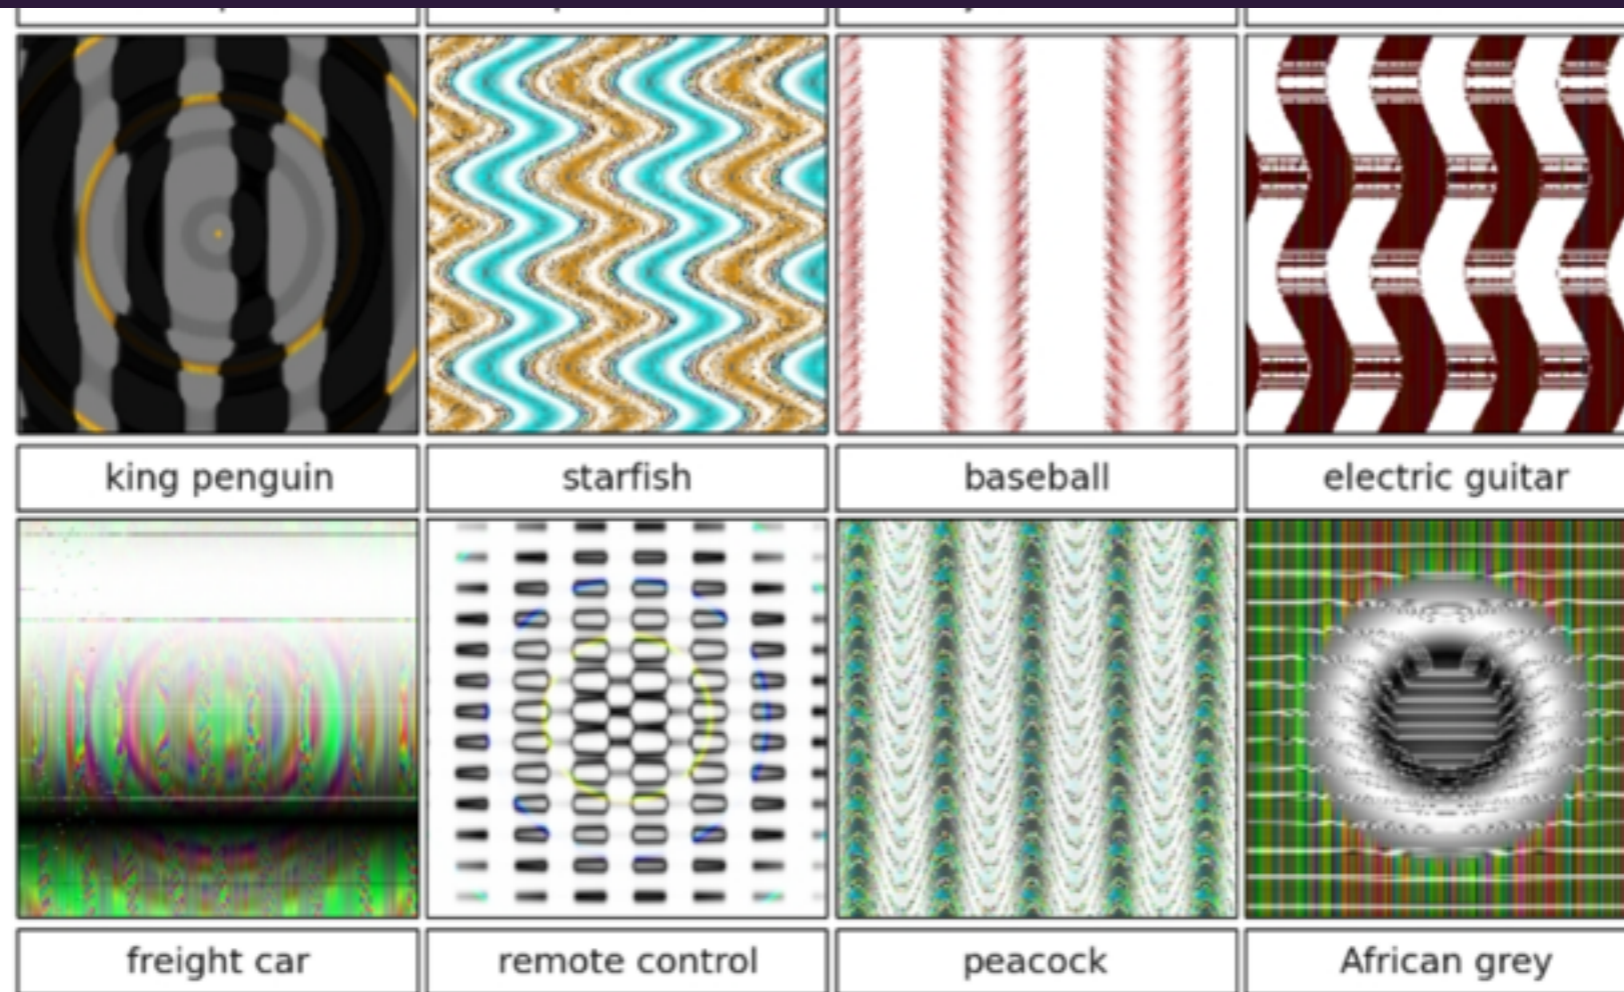 king penguin
starfish
baseball
electric guitar
freight car
remote control
peacock
African grey